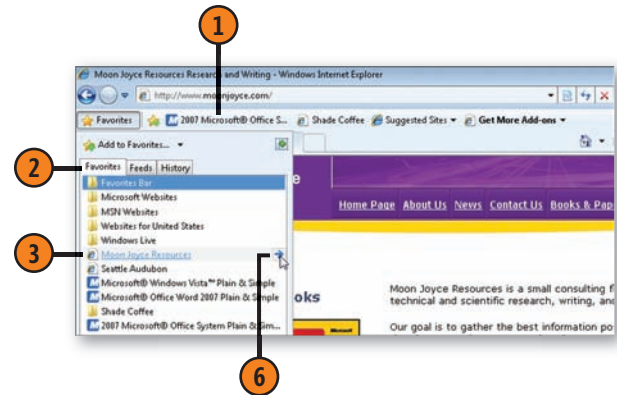 1
Moon Joyce Resources Research and Writing - Windows Internet Explorer
http://www.moonjoyce.com/
Favorites 2007 Microsoft® Office S... Shade Coffee Suggested Sites Get More Add-ons
Add to Favorites...
2
Favorites Feeds History
Favorites Bar
Microsoft Websites
MSN Websites
Websites for United States
Windows Live
3
Moon Joyce Resources
Seattle Audubon
Microsoft® Windows Vista™ Plain & Simple
Microsoft® Office Word 2007 Plain & Simple
Shade Coffee
2007 Microsoft® Office System Plain & Sim...
6
e
Home Page About Us News Contact Us Books & Pap
oks
Moon Joyce Resources is a small consulting f
technical and scientific research, writing, and
Our goal is to gather the best information po